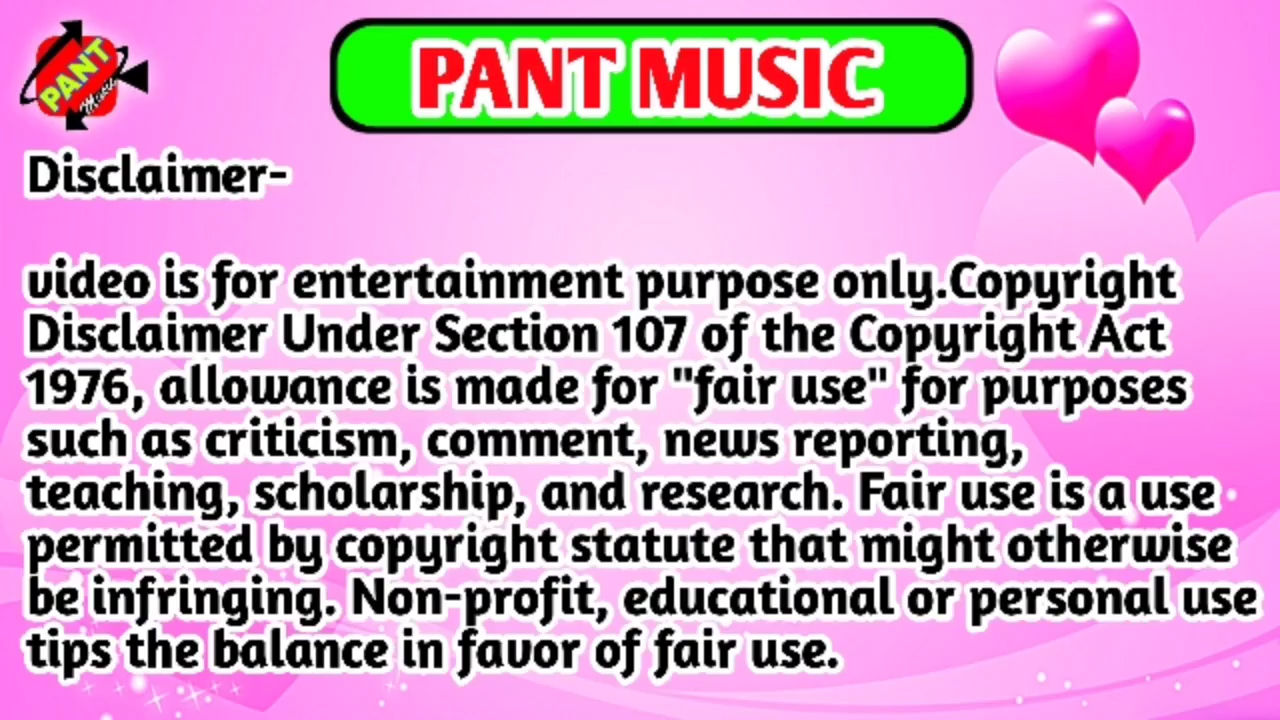 PANT
Music
PANT MUSIC
Disclaimer-
video is for entertainment purpose only.Copyright
Disclaimer Under Section 107 of the Copyright Act
1976, allowance is made for "fair use" for purposes
such as criticism, comment, news reporting,
teaching, scholarship, and research. Fair use is a use
permitted by copyright statute that might otherwise
be infringing. Non-profit, educational or personal use
tips the balance in favor of fair use.